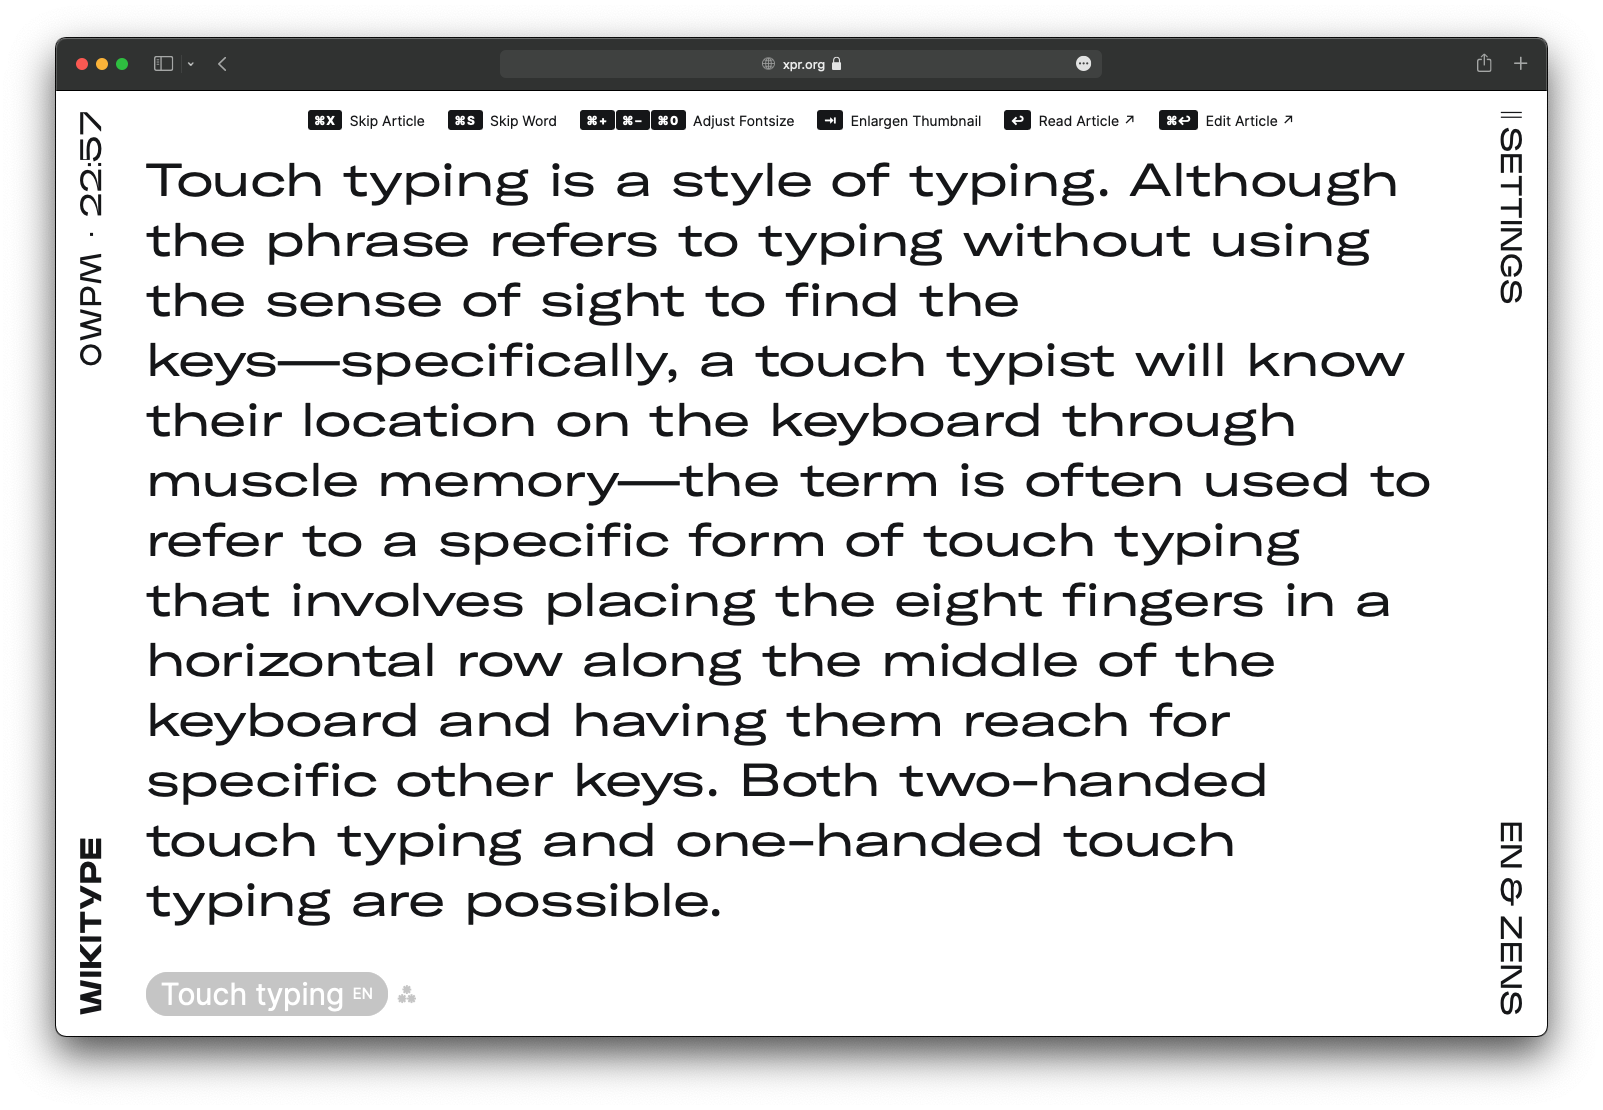 xpr.org
⌘X Skip Article ⌘S Skip Word ⌘+ ⌘– ⌘0 Adjust Fontsize ⇥ Enlargen Thumbnail ↩ Read Article ↗ ⌘↩ Edit Article ↗
0WPM · 22:57
Touch typing is a style of typing. Although
the phrase refers to typing without using
the sense of sight to find the
keys—specifically, a touch typist will know
their location on the keyboard through
muscle memory—the term is often used to
refer to a specific form of touch typing
that involves placing the eight fingers in a
horizontal row along the middle of the
keyboard and having them reach for
specific other keys. Both two-handed
touch typing and one-handed touch
typing are possible.
Touch typing EN
WIKITYPE
|| SETTINGS
EN & ZENS